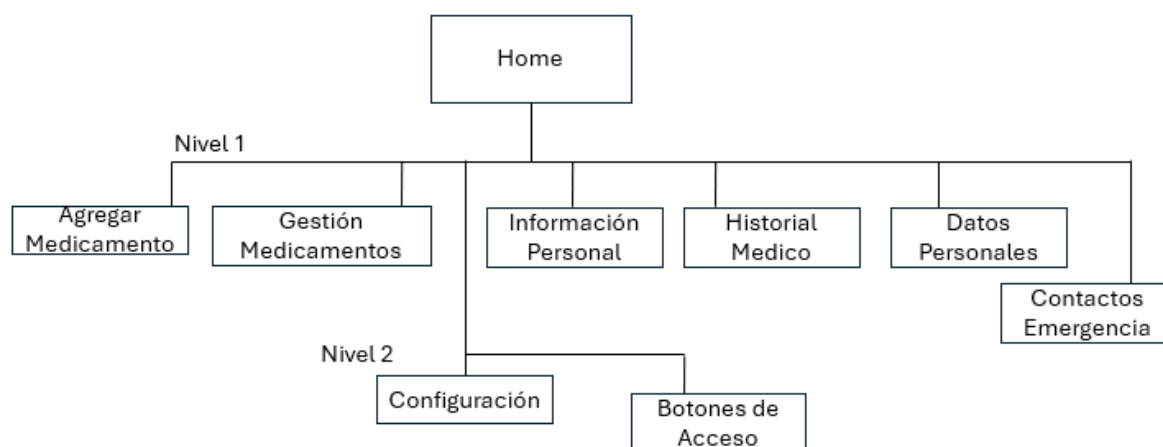 Home
Nivel 1
Agregar
Medicamento
Gestión
Medicamentos
Información
Personal
Historial
Medico
Datos
Personales
Contactos
Emergencia
Nivel 2
Configuración
Botones de
Acceso